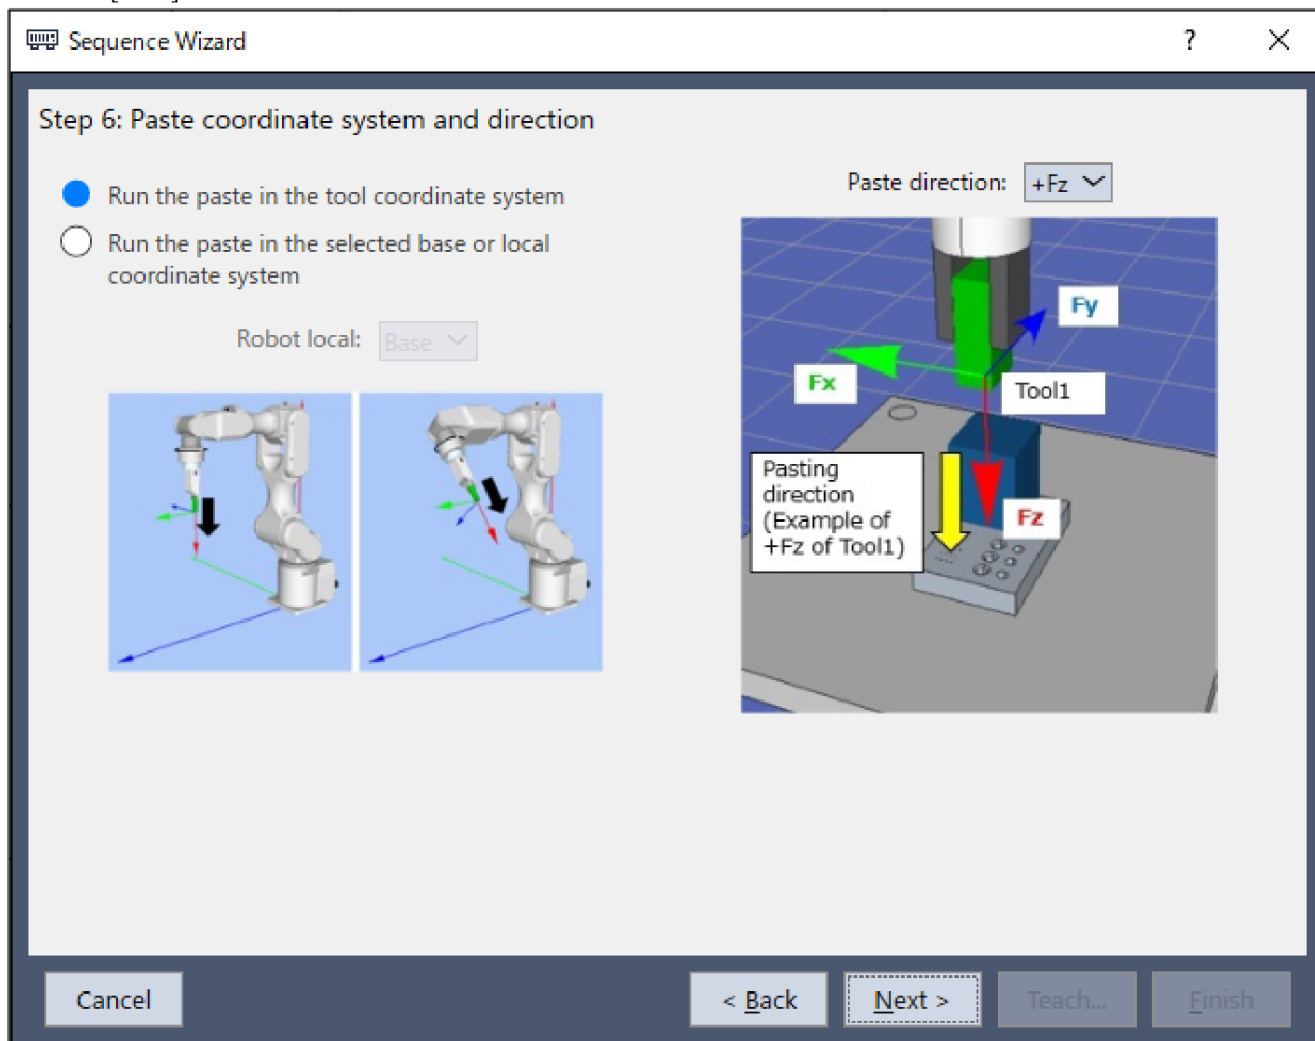 Sequence Wizard
?
Step 6: Paste coordinate system and direction
Run the paste in the tool coordinate system
Run the paste in the selected base or local
coordinate system
Robot local:
Base
Paste direction:
+Fz
Fy
Fx
Tool1
Pasting
direction
(Example of
+Fz of Tool1)
Fz
Cancel
< Back
Next >
Teach...
Finish